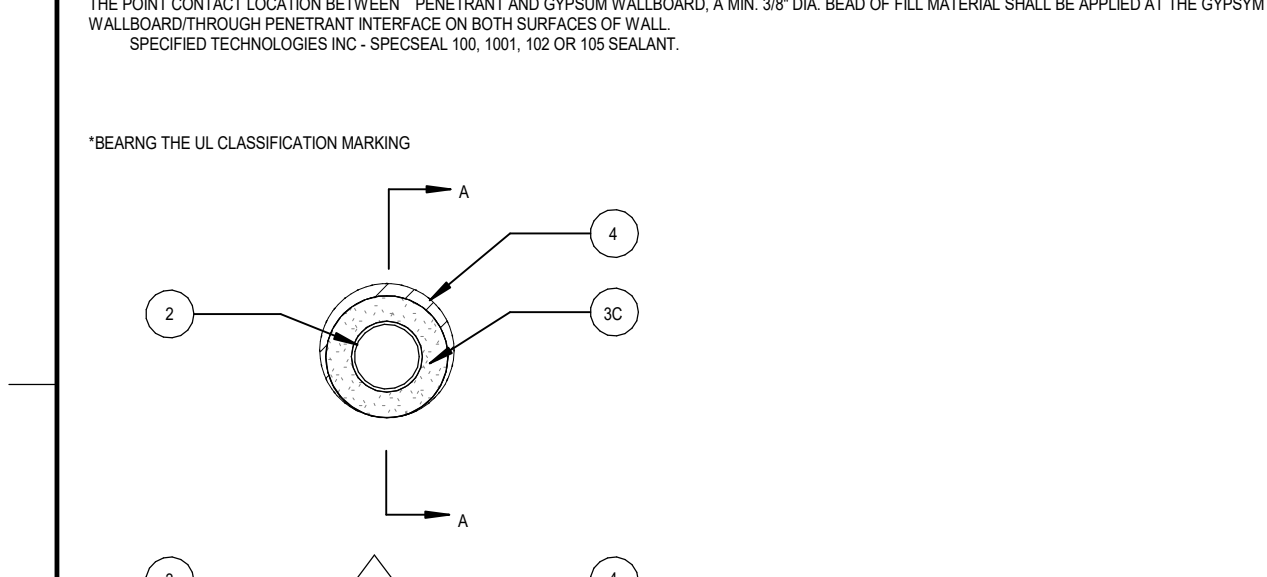 THE POINT CONTACT LOCATION BETWEEN PENETRANT AND GYPSUM WALLBOARD, A MIN. 3/8" DIA. BEAD OF FILL MATERIAL SHALL BE APPLIED AT THE GYPSYM
WALLBOARD/THROUGH PENETRANT INTERFACE ON BOTH SURFACES OF WALL.
SPECIFIED TECHNOLOGIES INC - SPECSEAL 100, 1001, 102 OR 105 SEALANT.
*BEARNG THE UL CLASSIFICATION MARKING
A
4
2
3C
A
4